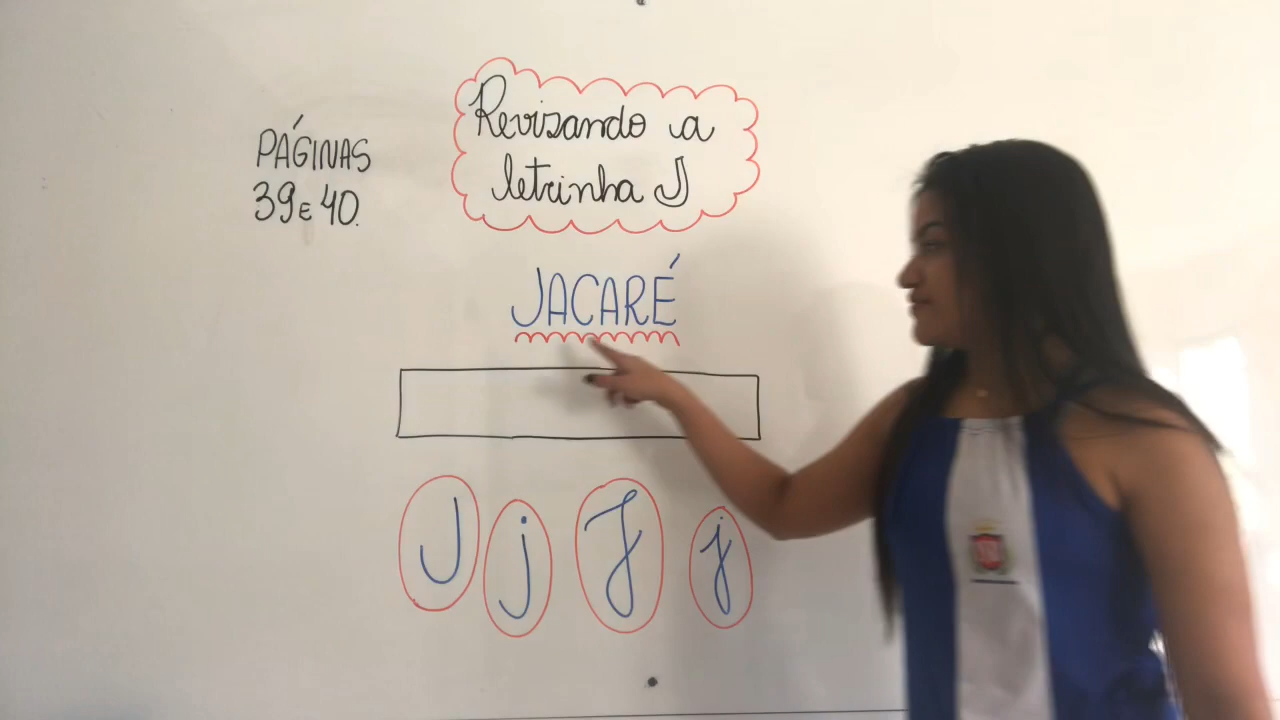 PÁGINAS
39 E 40.
Revisando a
letrinha J
JACARÉ
J j J j